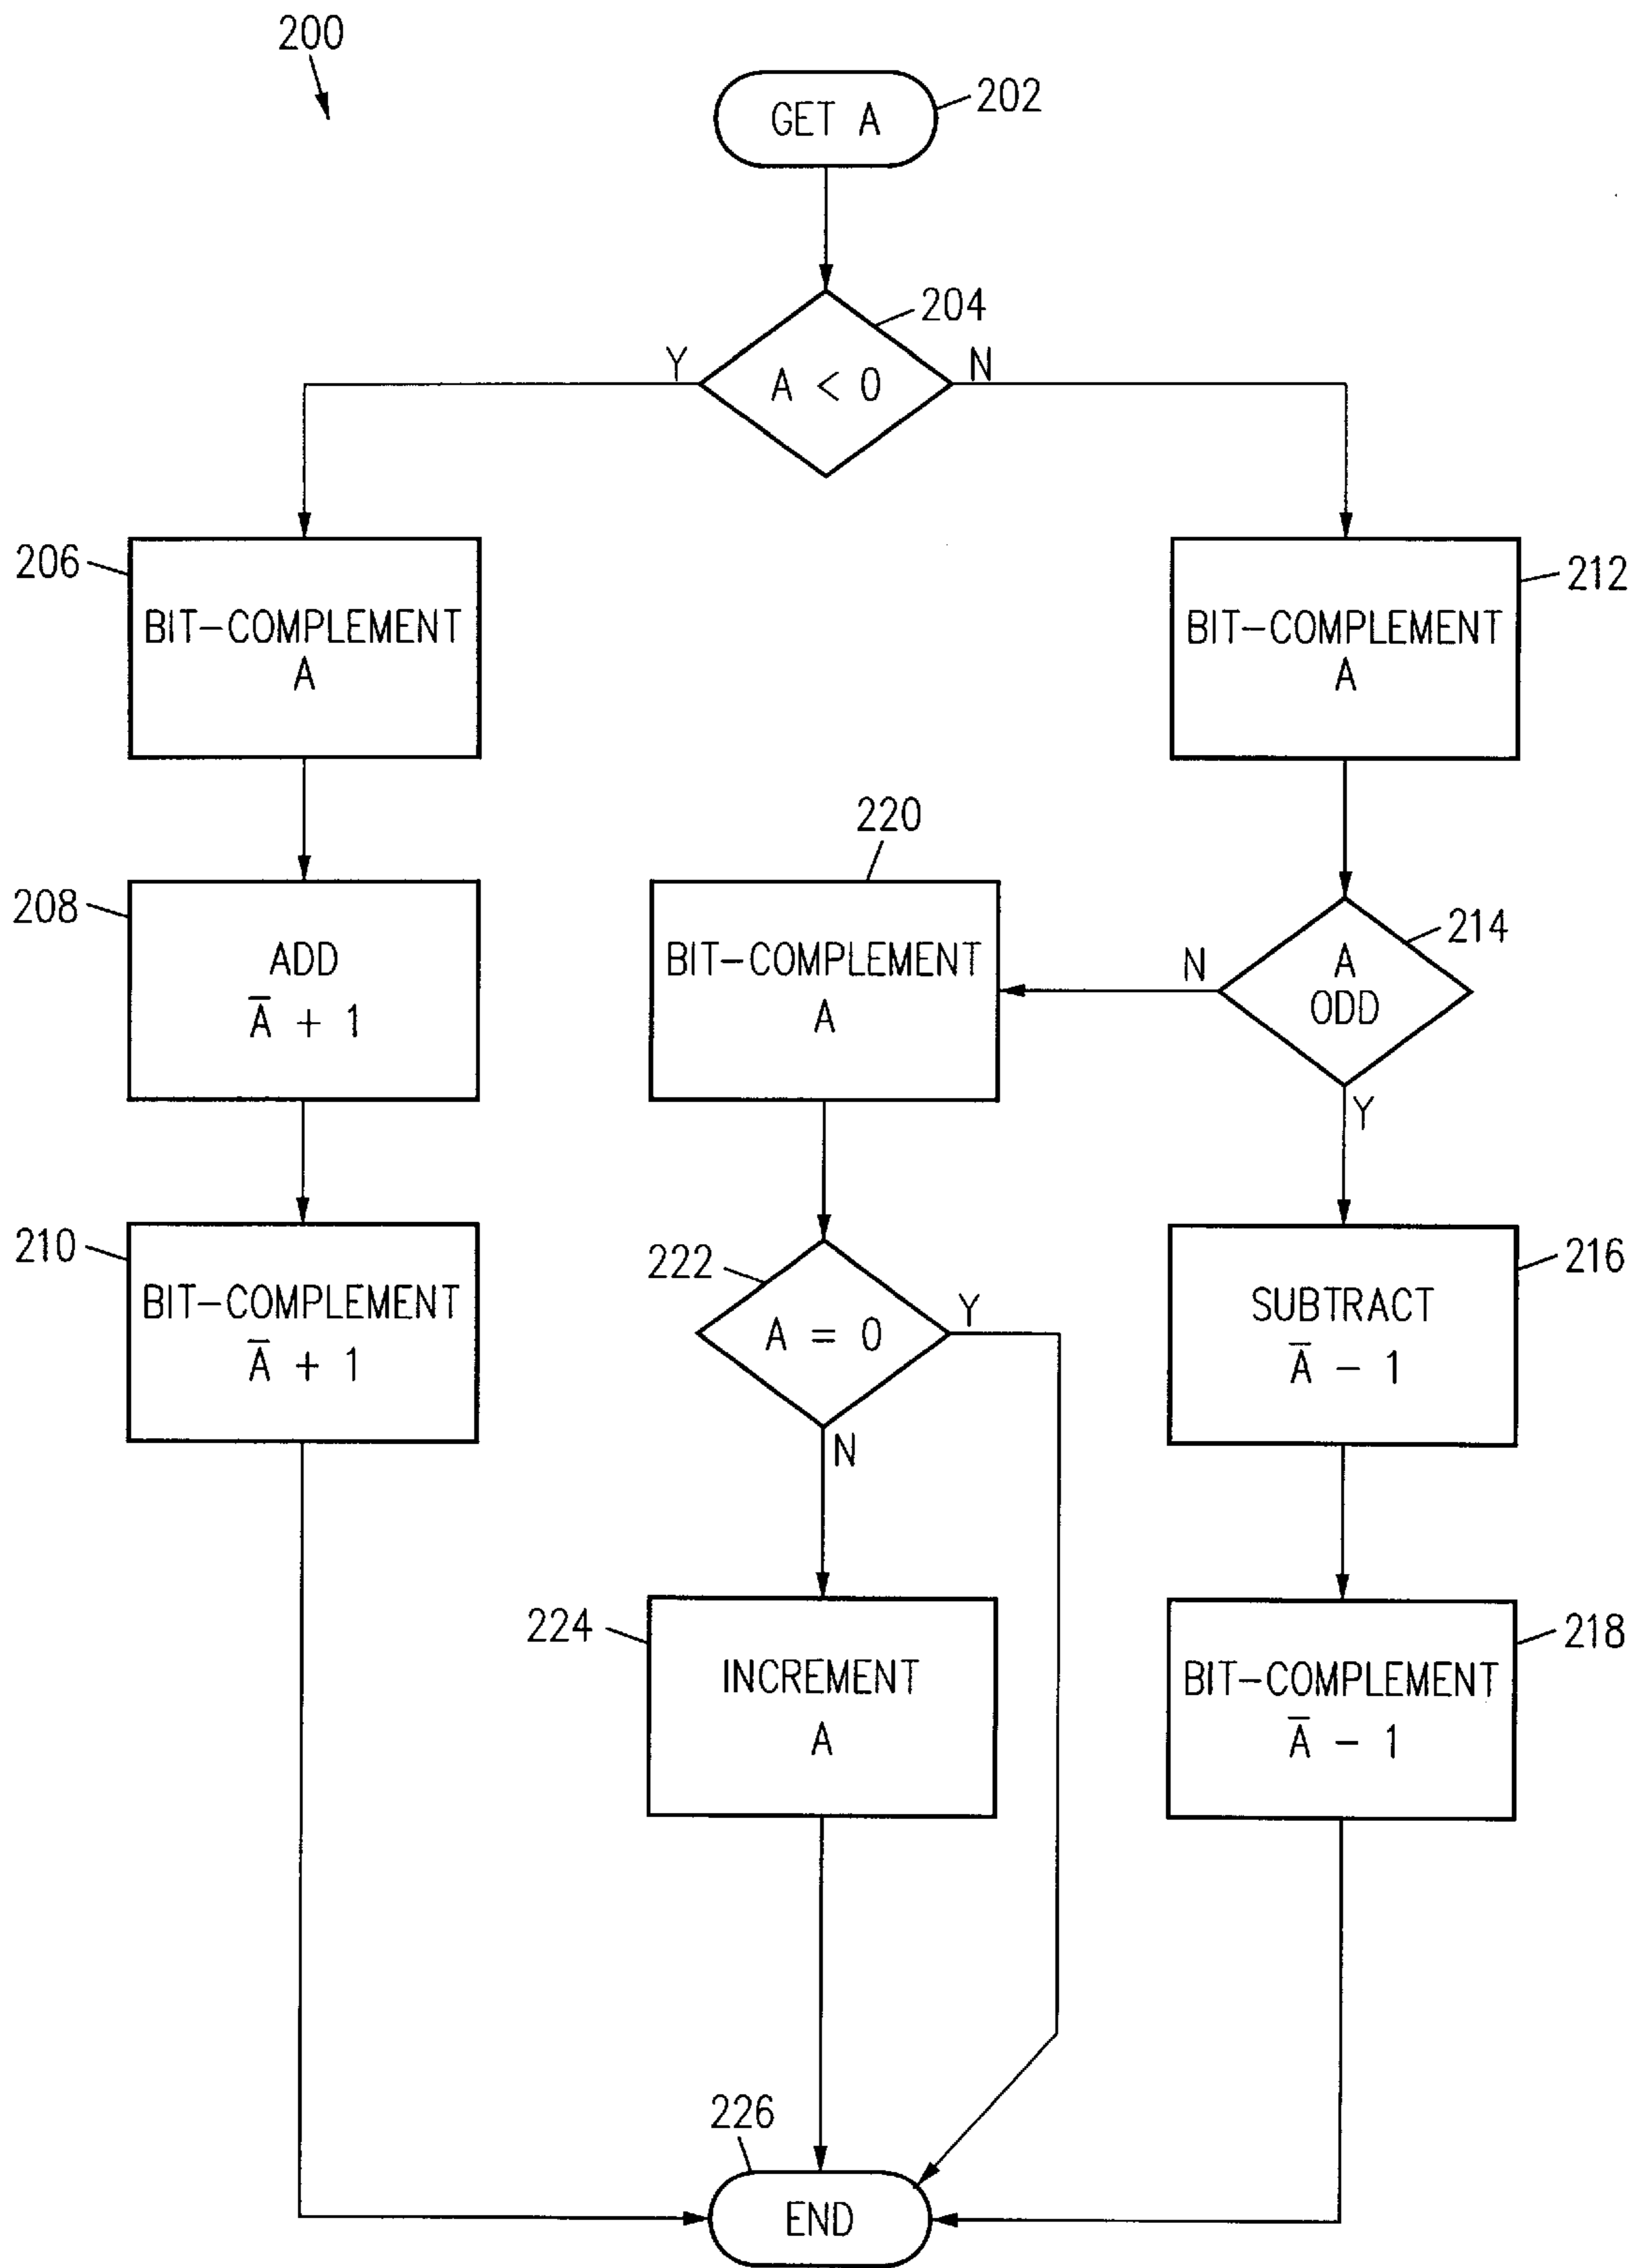 200
GET A
202
204
Y
A < 0
N
206
BIT-COMPLEMENT
A
212
BIT-COMPLEMENT
A
208
ADD
A̅ + 1
220
BIT-COMPLEMENT
A
214
N
A
ODD
Y
210
BIT-COMPLEMENT
A̅ + 1
222
A = 0
Y
N
216
SUBTRACT
A̅ - 1
224
INCREMENT
A
218
BIT-COMPLEMENT
A̅ - 1
226
END